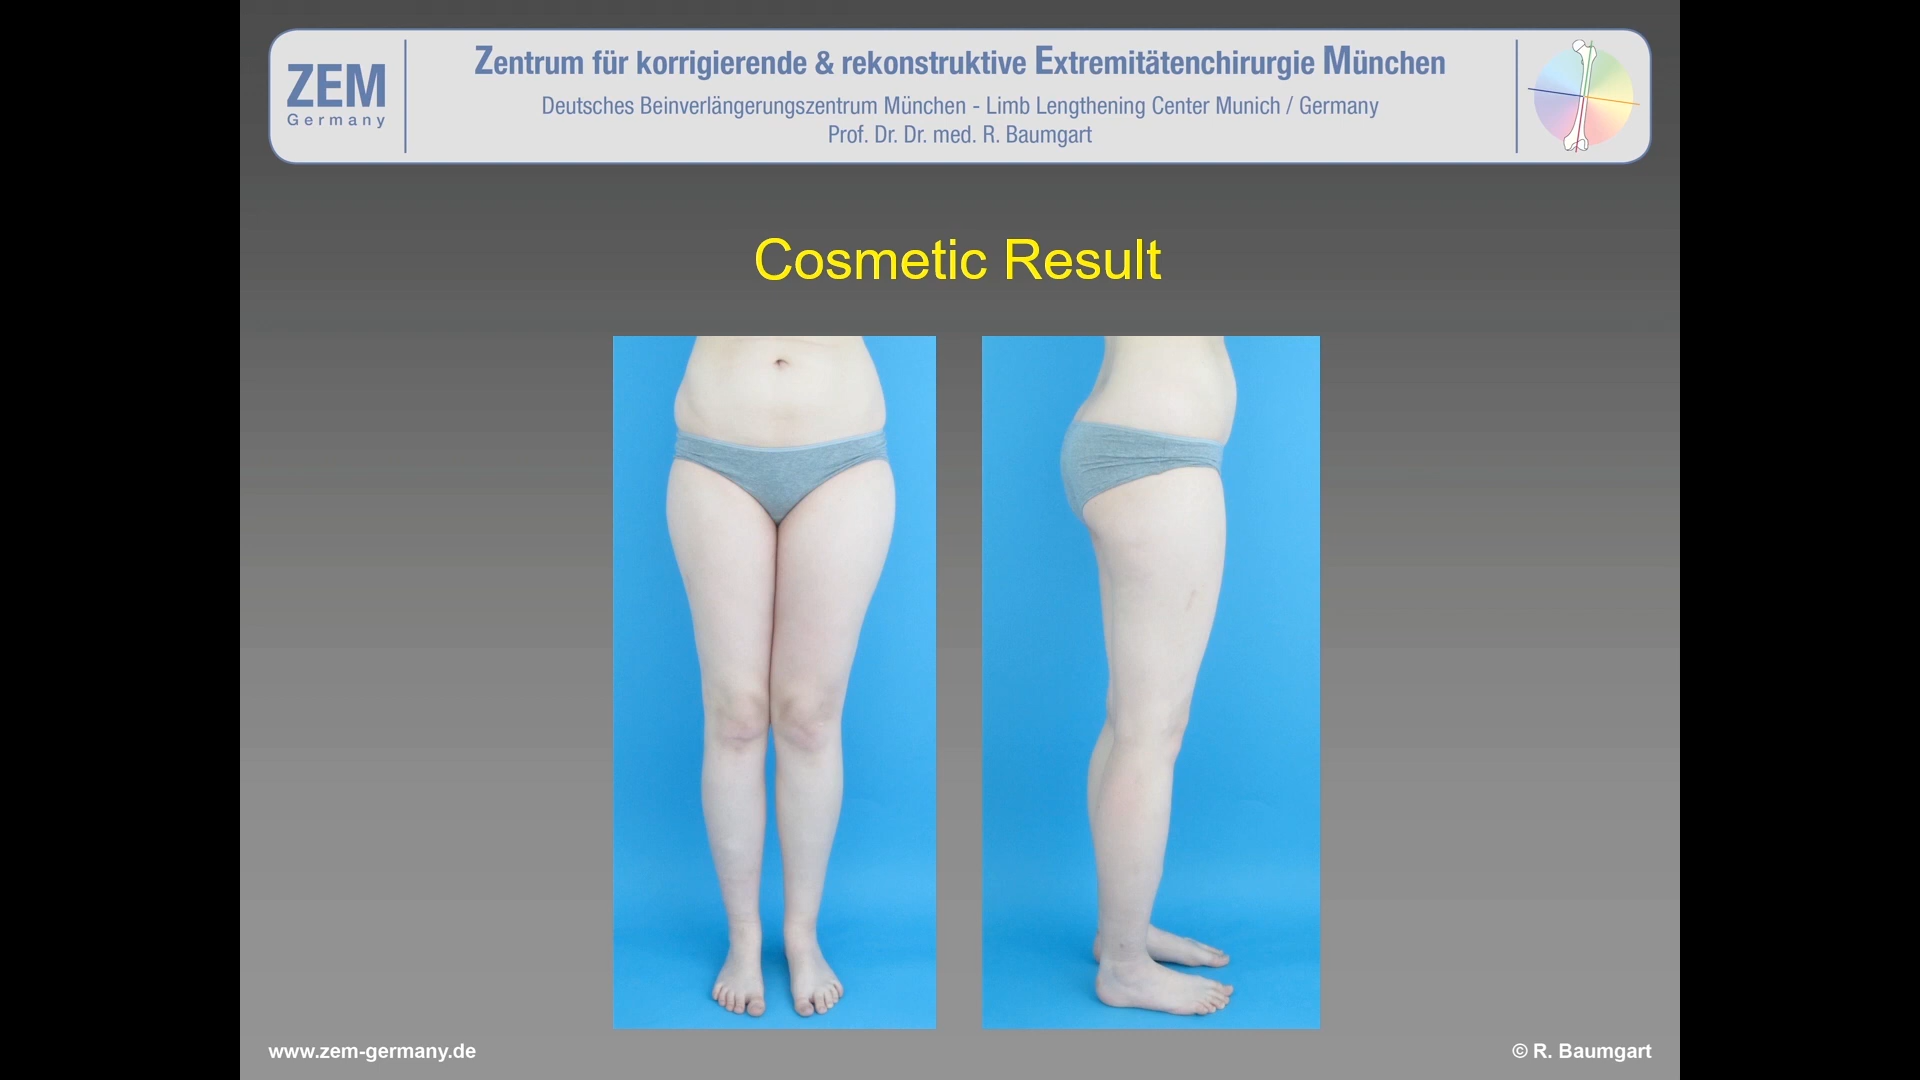 ZEM
Germany
Zentrum für korrigierende & rekonstruktive Extremitätenchirurgie München
Deutsches Beinverlängerungszentrum München - Limb Lengthening Center Munich / Germany
Prof. Dr. Dr. med. R. Baumgart
Cosmetic Result
www.zem-germany.de
© R. Baumgart